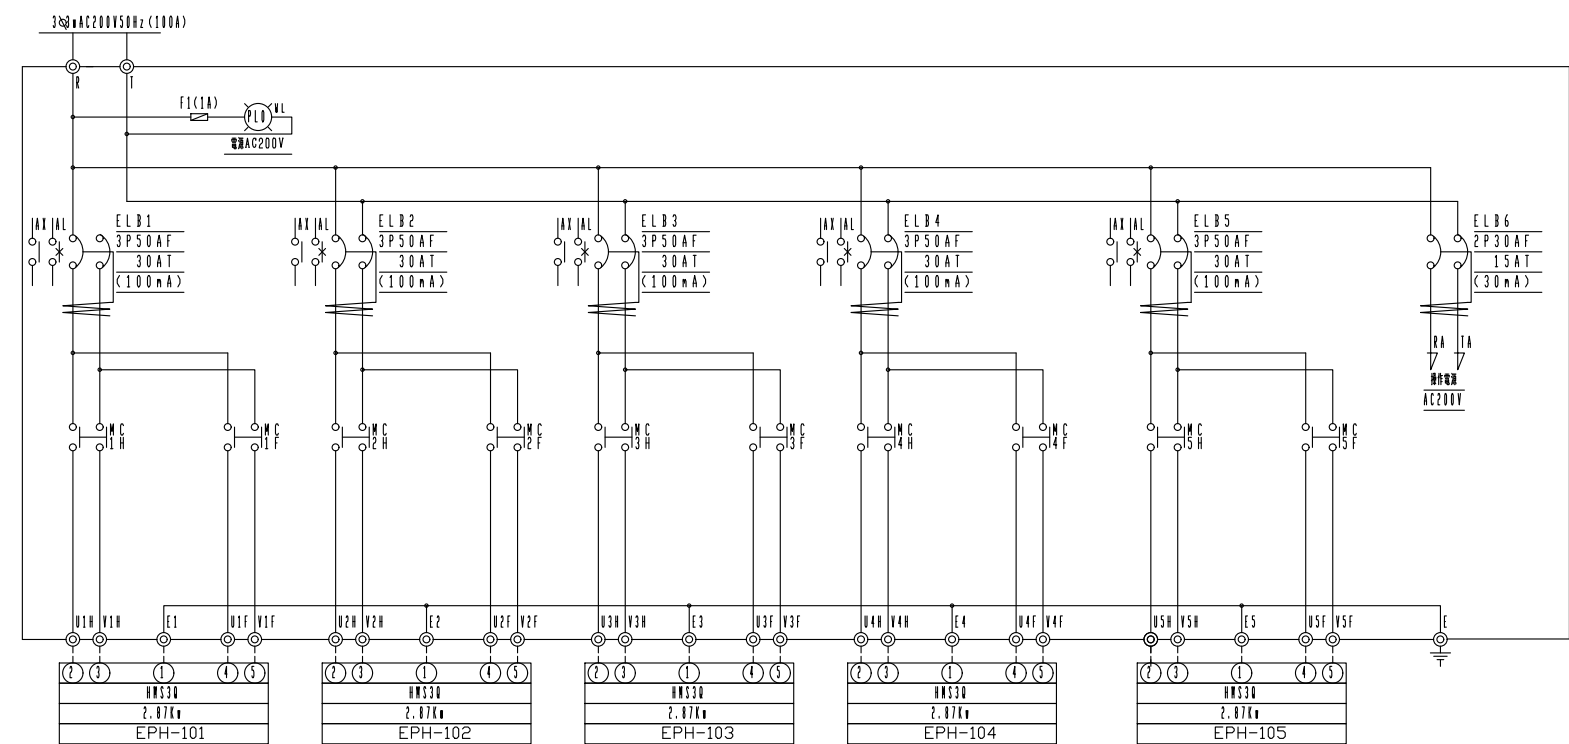 AC200V50Hz(100A)
R
T
F1(1A)
PL0
WL
電源AC200V
AX
AL
ELB1
3P50AF
30AT
(100mA)
AX
AL
ELB2
3P50AF
30AT
(100mA)
AX
AL
ELB3
3P50AF
30AT
(100mA)
AX
AL
ELB4
3P50AF
30AT
(100mA)
AX
AL
ELB5
3P50AF
30AT
(100mA)
ELB6
2P30AF
15AT
(30mA)
RA
TA
操作電源
AC200V
MC
1H
MC
1F
MC
2H
MC
2F
MC
3H
MC
3F
MC
4H
MC
4F
MC
5H
MC
5F
U1H
V1H
E1
U1F
V1F
U2H
V2H
E2
U2F
V2F
U3H
V3H
E3
U3F
V3F
U4H
V4H
E4
U4F
V4F
U5H
V5H
E5
U5F
V5F
E
2
3
1
4
5
2
3
1
4
5
2
3
1
4
5
2
3
1
4
5
2
3
1
4
5
HMS3Q
2.87Kw
EPH-101
HMS3Q
2.87Kw
EPH-102
HMS3Q
2.87Kw
EPH-103
HMS3Q
2.87Kw
EPH-104
HMS3Q
2.87Kw
EPH-105